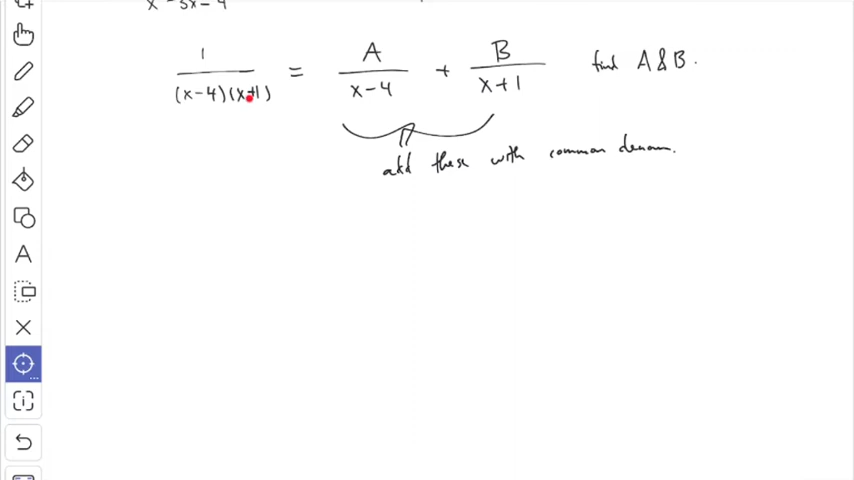 1 / (x-4)(x+1) = A / x-4 + B / x+1 find A & B.
add these with common denom.
A